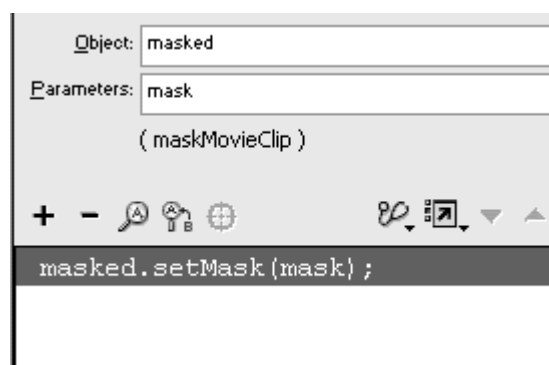 Object: masked
Parameters: mask
( maskMovieClip )
masked.setMask(mask);